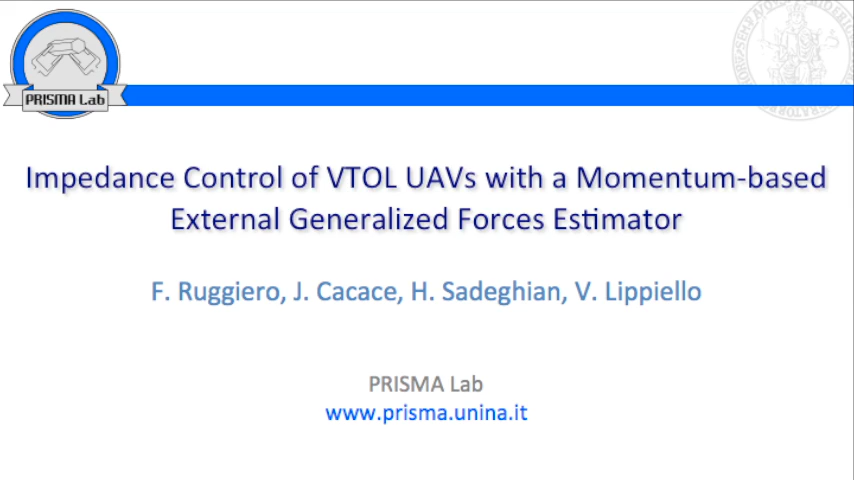 PRISMA Lab
Impedance Control of VTOL UAVs with a Momentum-based
External Generalized Forces Estimator
F. Ruggiero, J. Cacace, H. Sadeghian, V. Lippiello
PRISMA Lab
www.prisma.unina.it